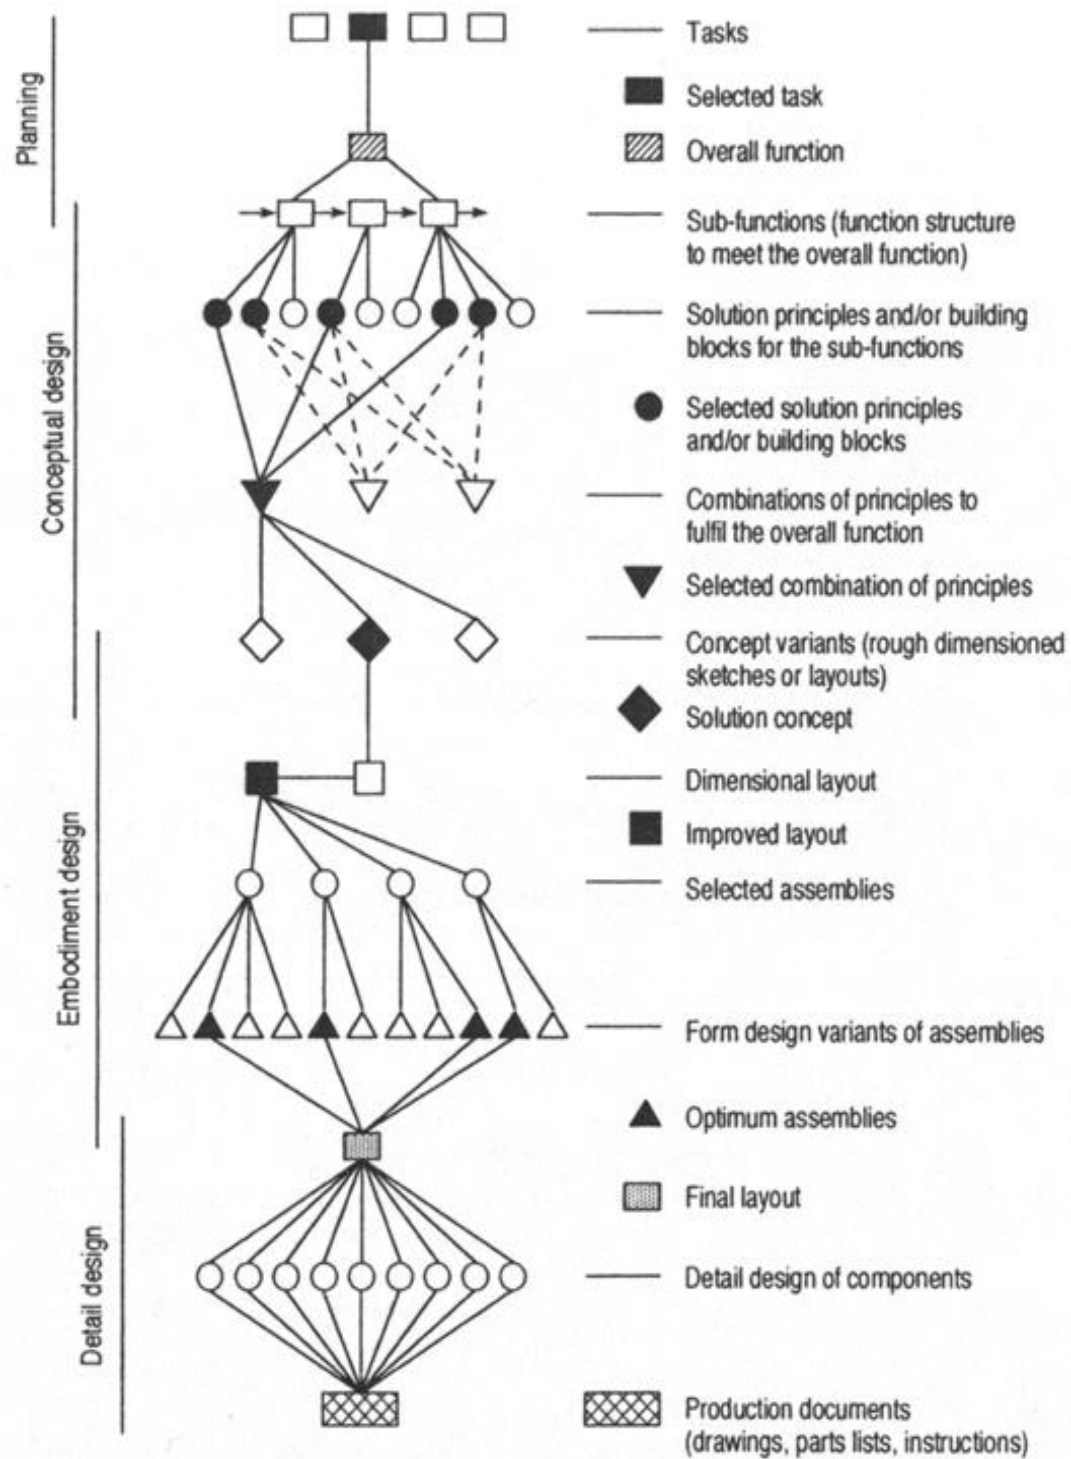 Planning
Conceptual design
Embodiment design
Detail design
Tasks
Selected task
Overall function
Sub-functions (function structure
to meet the overall function)
Solution principles and/or building
blocks for the sub-functions
Selected solution principles
and/or building blocks
Combinations of principles to
fulfil the overall function
Selected combination of principles
Concept variants (rough dimensioned
sketches or layouts)
Solution concept
Dimensional layout
Improved layout
Selected assemblies
Form design variants of assemblies
Optimum assemblies
Final layout
Detail design of components
Production documents
(drawings, parts lists, instructions)